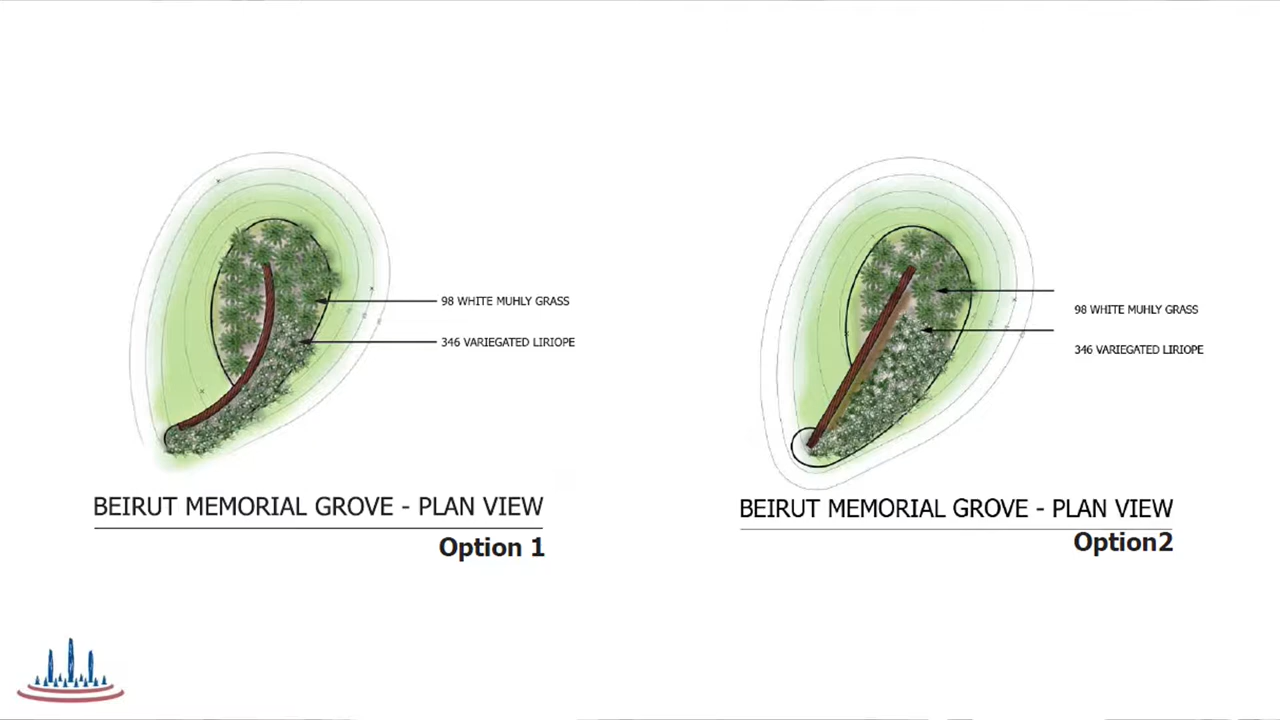 98 WHITE MUHLY GRASS
346 VARIEGATED LIRIOPE
BEIRUT MEMORIAL GROVE - PLAN VIEW
Option 1
98 WHITE MUHLY GRASS
346 VARIEGATED LIRIOPE
BEIRUT MEMORIAL GROVE - PLAN VIEW
Option2